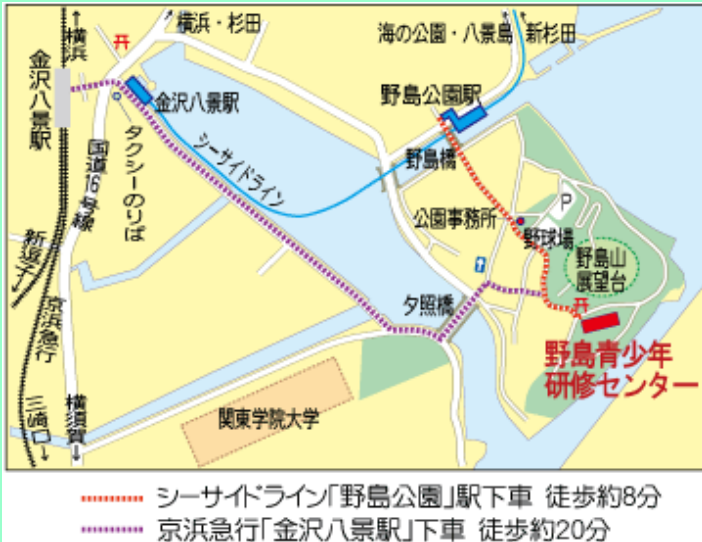 ←横浜
横浜・杉田
海の公園・八景島
新杉田
金沢八景駅
金沢八景駅
野島公園駅
タクシーのりば
シーサイドライン
国道16号線
野島橋
公園事務所
P
野球場
野島山
展望台
新逗子→
京浜急行
夕照橋
野島青少年
研修センター
三崎口→
横須賀→
関東学院大学
シーサイドライン「野島公園」駅下車 徒歩約8分
京浜急行「金沢八景駅」下車 徒歩約20分